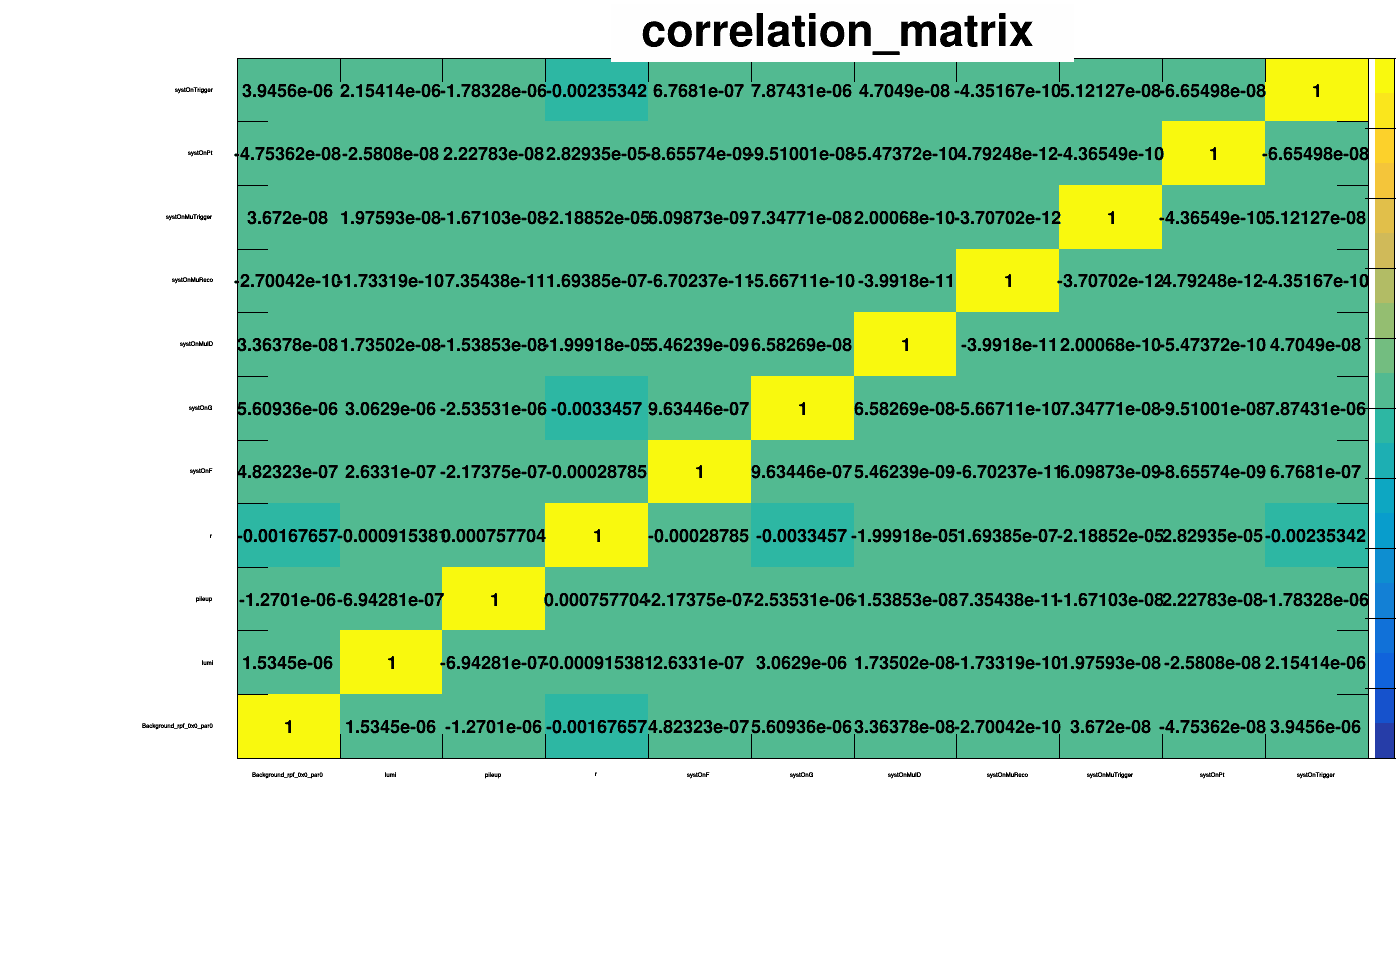 correlation_matrix
systOnTrigger 3.9456e-06 2.15414e-06 -1.78328e-06 -0.00235342 6.7681e-07 7.87431e-06 4.7049e-08 -4.35167e-10 5.12127e-08 -6.65498e-08 1
systOnPt -4.75362e-08 -2.5808e-08 2.22783e-08 2.82935e-05 -8.65574e-09 -9.51001e-08 -5.47372e-10 4.79248e-12 -4.36549e-10 1 -6.65498e-08
systOnMuTrigger 3.672e-08 1.97593e-08 -1.67103e-08 -2.18852e-05 6.09873e-09 7.34771e-08 2.00068e-10 -3.70702e-12 1 -4.36549e-10 5.12127e-08
systOnMuReco -2.70042e-10 -1.73319e-10 7.35438e-11 1.69385e-07 -6.70237e-11 -5.66711e-10 -3.9918e-11 1 -3.70702e-12 4.79248e-12 -4.35167e-10
systOnMuID 3.36378e-08 1.73502e-08 -1.53853e-08 -1.99918e-05 5.46239e-09 6.58269e-08 1 -3.9918e-11 2.00068e-10 -5.47372e-10 4.7049e-08
systOnG 5.60936e-06 3.0629e-06 -2.53531e-06 -0.0033457 9.63446e-07 1 6.58269e-08 -5.66711e-10 7.34771e-08 -9.51001e-08 7.87431e-06
systOnF 4.82323e-07 2.6331e-07 -2.17375e-07 -0.00028785 1 9.63446e-07 5.46239e-09 -6.70237e-11 6.09873e-09 -8.65574e-09 6.7681e-07
r -0.00167657 -0.000915381 0.000757704 1 -0.00028785 -0.0033457 -1.99918e-05 1.69385e-07 -2.18852e-05 2.82935e-05 -0.00235342
pileup -1.2701e-06 -6.94281e-07 1 0.000757704 -2.17375e-07 -2.53531e-06 -1.53853e-08 7.35438e-11 -1.67103e-08 2.22783e-08 -1.78328e-06
lumi 1.5345e-06 1 -6.94281e-07 -0.000915381 2.6331e-07 3.0629e-06 1.73502e-08 -1.73319e-10 1.97593e-08 -2.5808e-08 2.15414e-06
Background_rpf_0x0_par0 1 1.5345e-06 -1.2701e-06 -0.00167657 4.82323e-07 5.60936e-06 3.36378e-08 -2.70042e-10 3.672e-08 -4.75362e-08 3.9456e-06
Background_rpf_0x0_par0 lumi pileup r systOnF systOnG systOnMuID systOnMuReco systOnMuTrigger systOnPt systOnTrigger